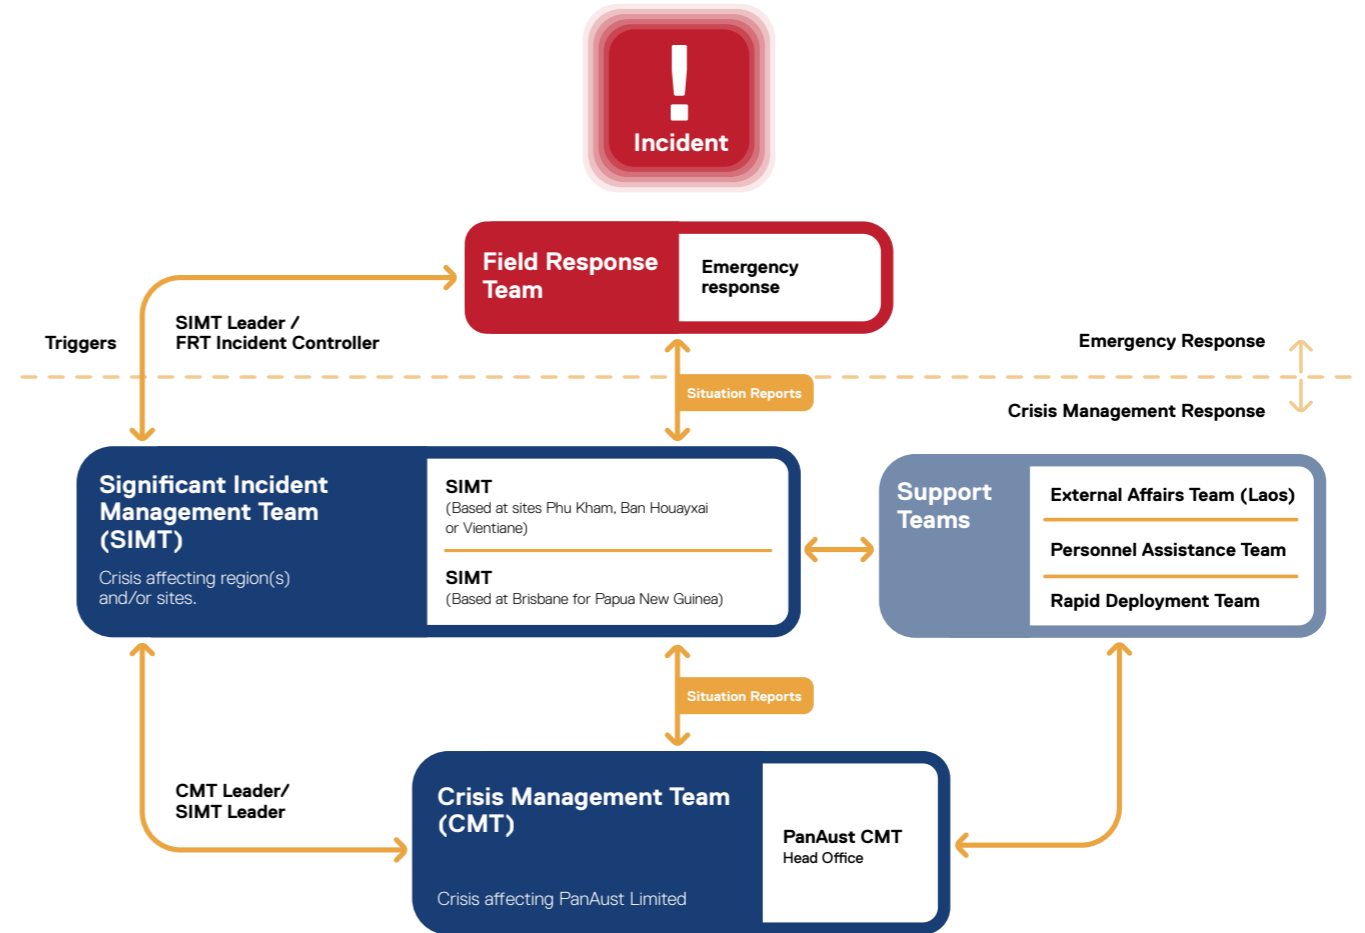 !
Incident
Field Response
Team
Emergency
response
Triggers
SIMT Leader /
FRT Incident Controller
Emergency Response
Situation Reports
Crisis Management Response
Significant Incident
Management Team
(SIMT)
Crisis affecting region(s)
and/or sites.
SIMT
(Based at sites Phu Kham, Ban Houayxai
or Vientiane)
SIMT
(Based at Brisbane for Papua New Guinea)
Support
Teams
External Affairs Team (Laos)
Personnel Assistance Team
Rapid Deployment Team
Situation Reports
CMT Leader/
SIMT Leader
Crisis Management Team
(CMT)
Crisis affecting PanAust Limited
PanAust CMT
Head Office